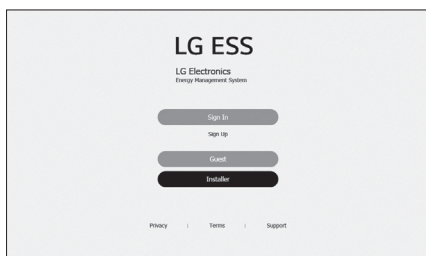 LG ESS
LG Electronics
Energy Management System
Sign In
Sign Up
Guest
Installer
Privacy | Terms | Support